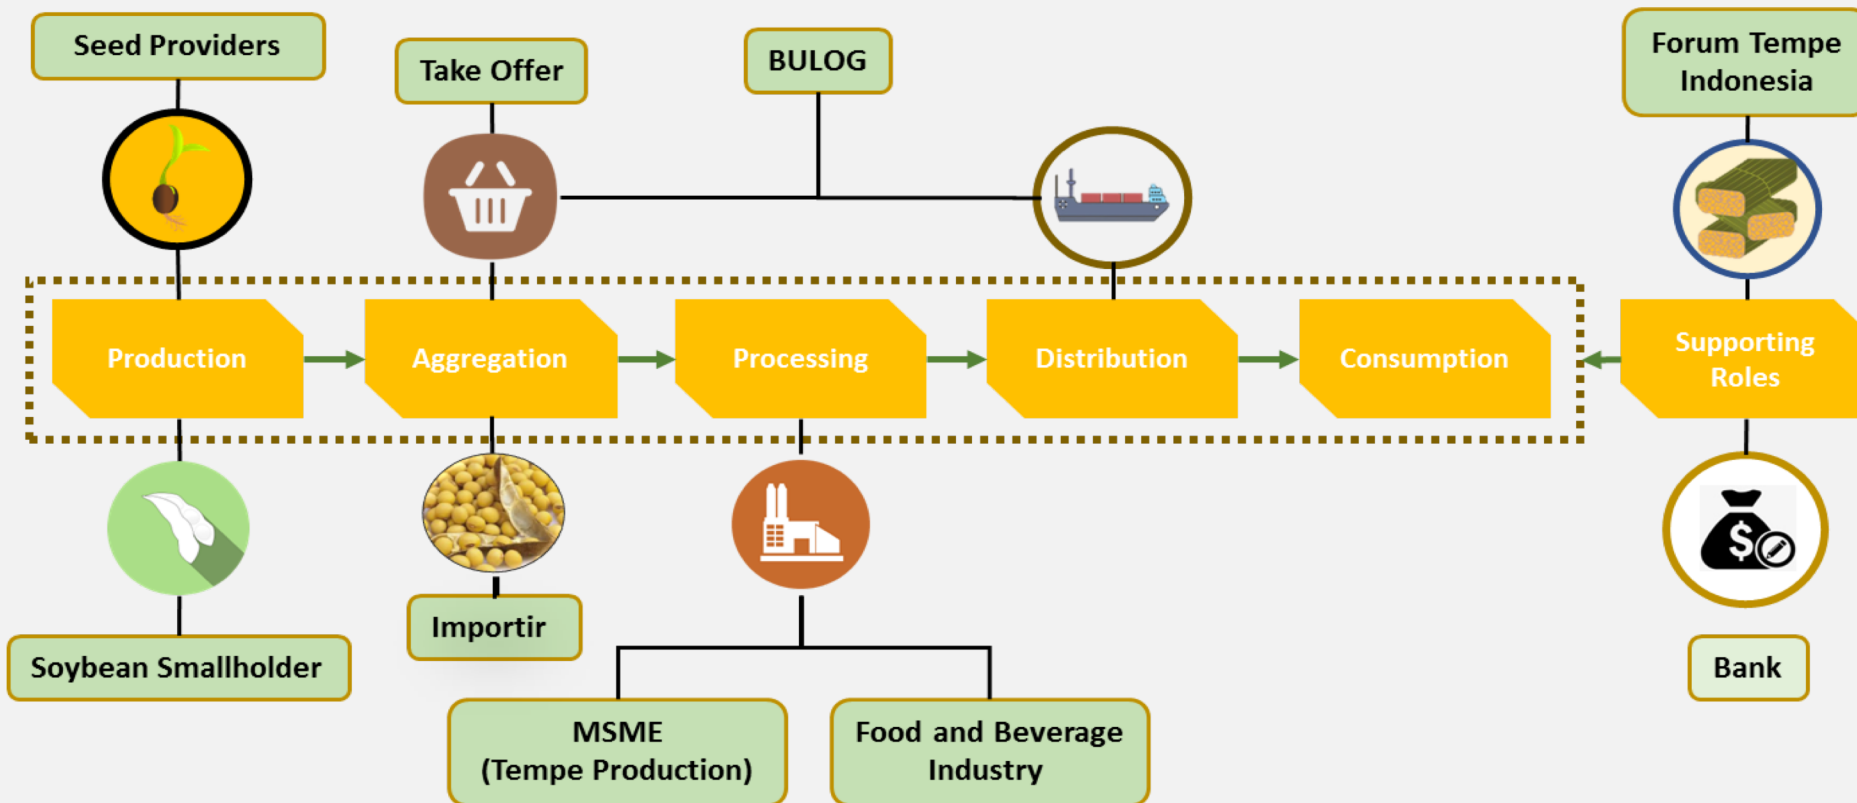 Seed Providers
Take Offer
BULOG
Forum Tempe
Indonesia
$
Production
Aggregation
Processing
Distribution
Consumption
Supporting
Roles
Soybean Smallholder
Importir
MSME
(Tempe Production)
Food and Beverage
Industry
Bank